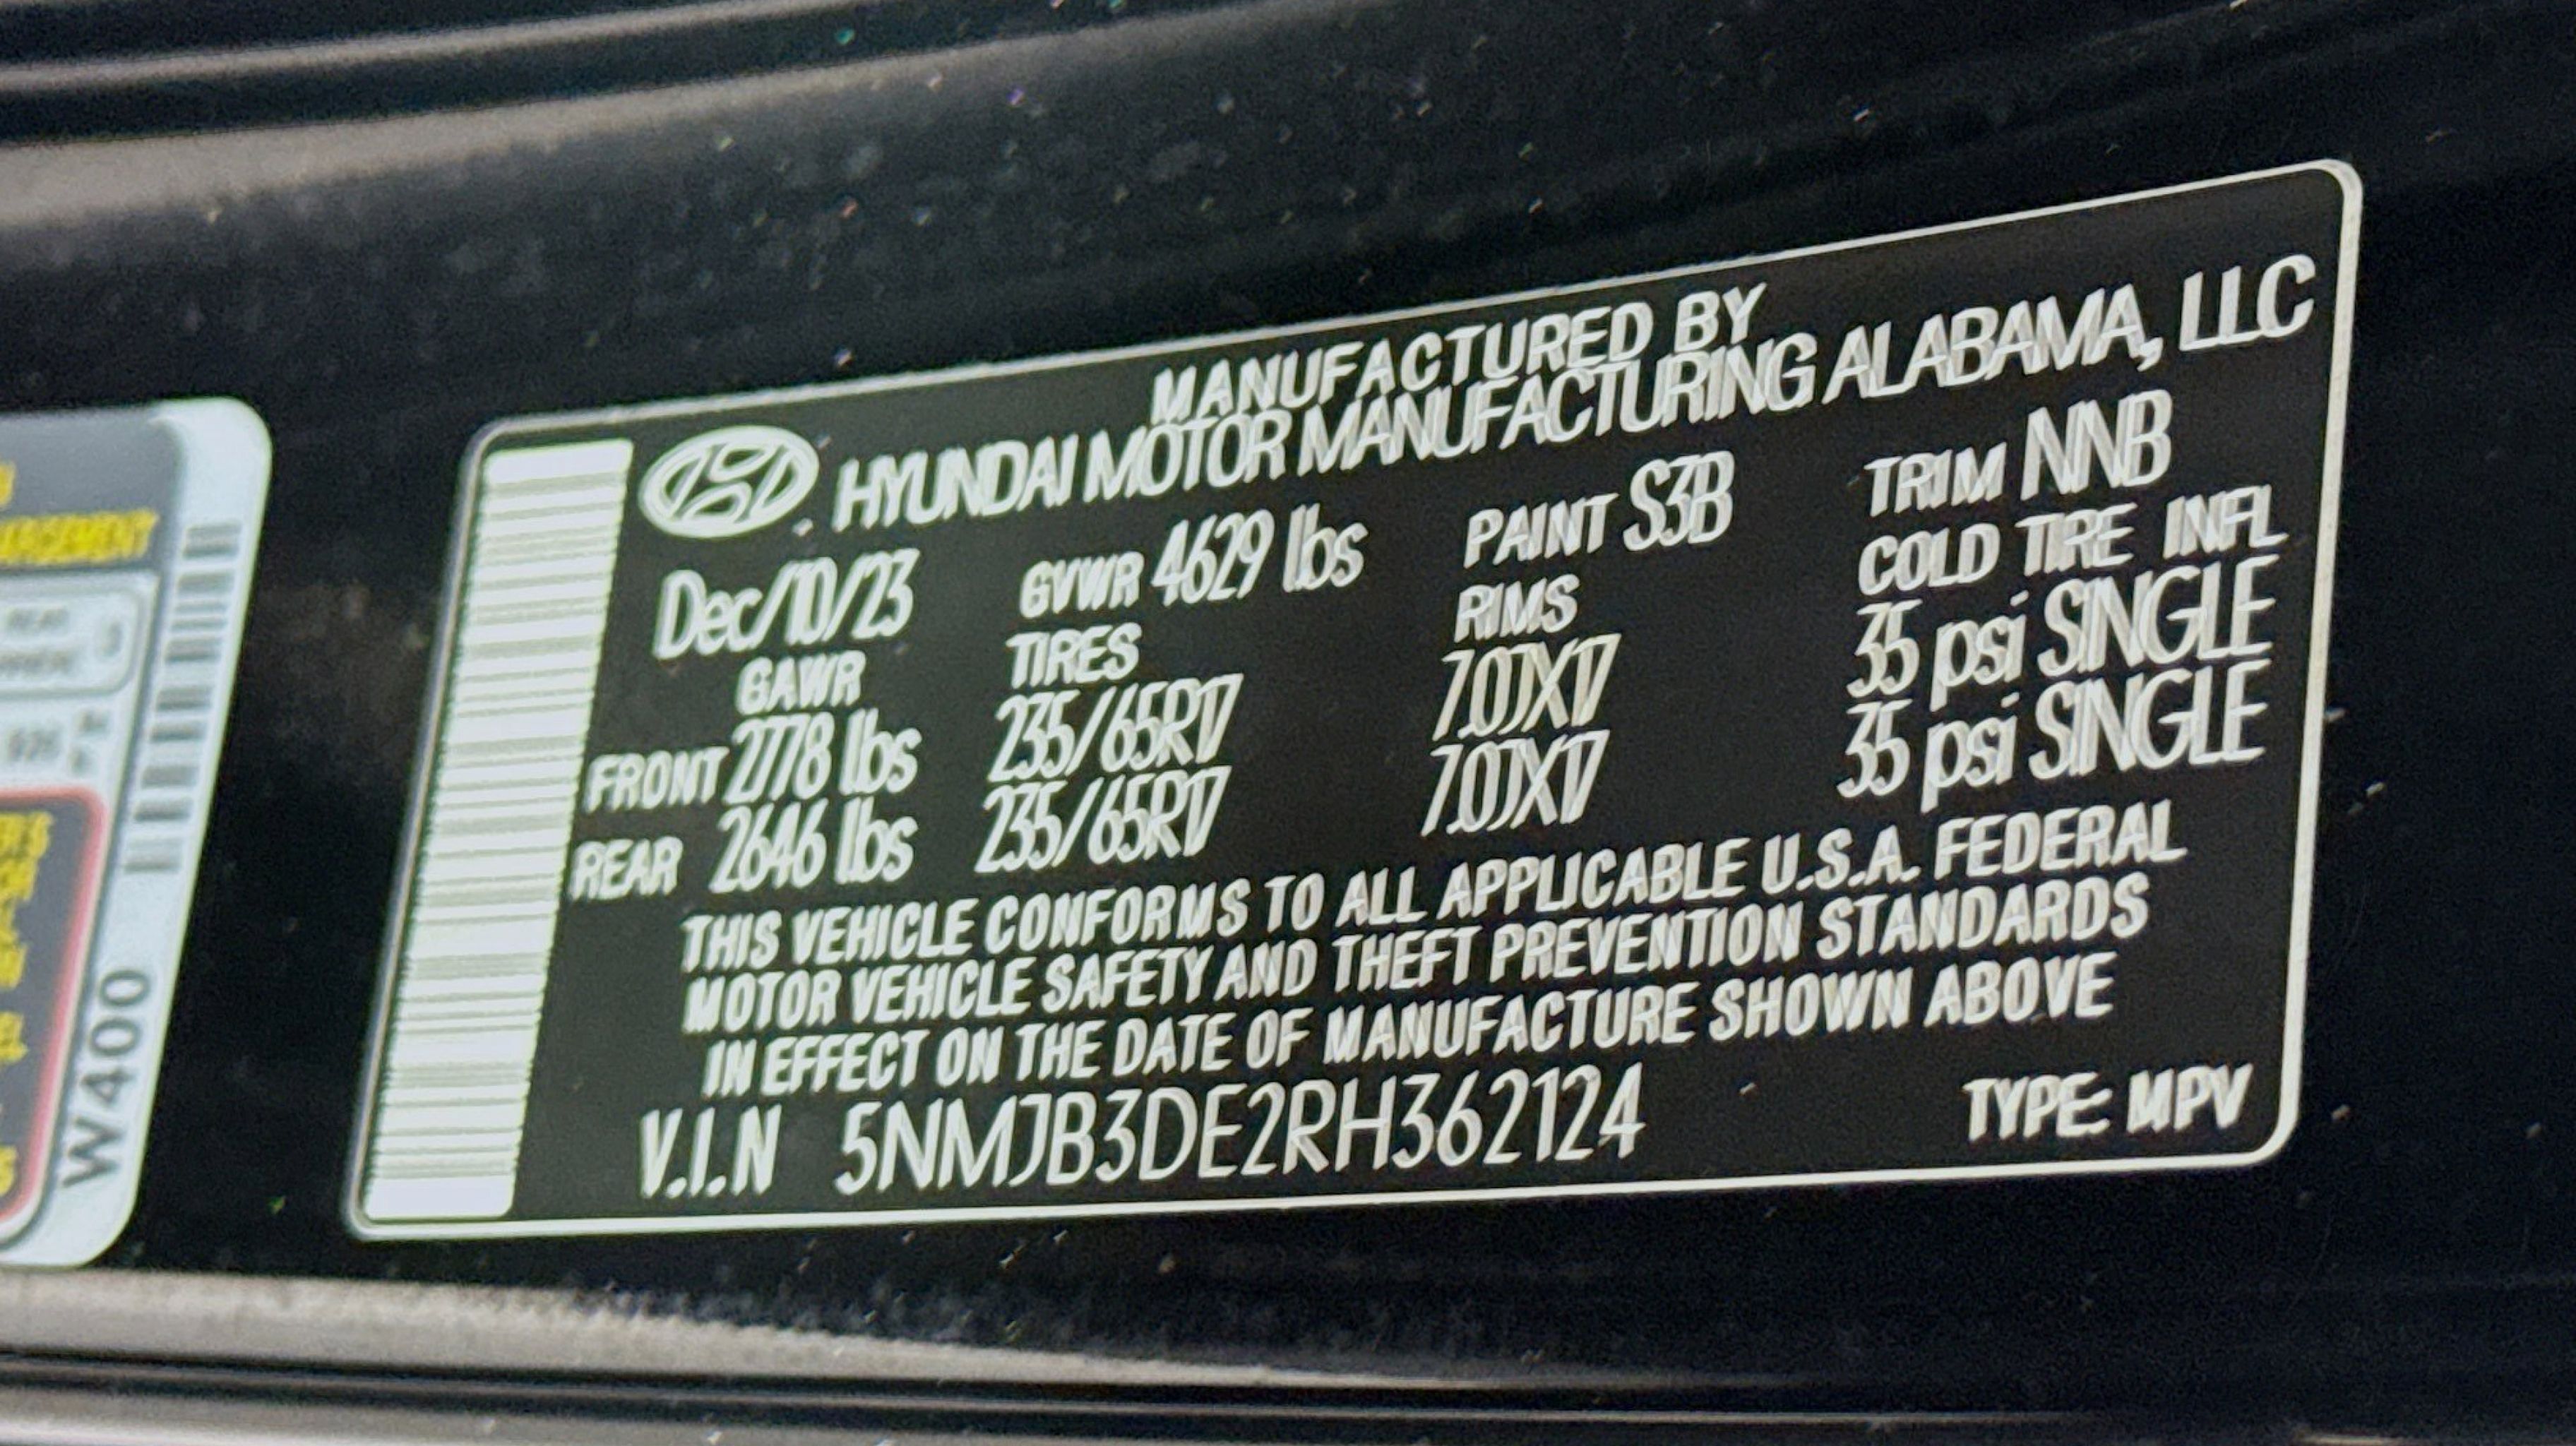 MANUFACTURED BY
HYUNDAI MOTOR MANUFACTURING ALABAMA, LLC
Dec/10/23 GVWR 4629 lbs PAINT S3B TRIM NNB
GAWR TIRES RIMS COLD TIRE INFL
FRONT 2778 lbs 235/65R17 7.0JX17 35 psi SINGLE
REAR 2646 lbs 235/65R17 7.0JX17 35 psi SINGLE
THIS VEHICLE CONFORMS TO ALL APPLICABLE U.S.A. FEDERAL
MOTOR VEHICLE SAFETY AND THEFT PREVENTION STANDARDS
IN EFFECT ON THE DATE OF MANUFACTURE SHOWN ABOVE
V.I.N 5NMJB3DE2RH362124 TYPE: MPV
W400